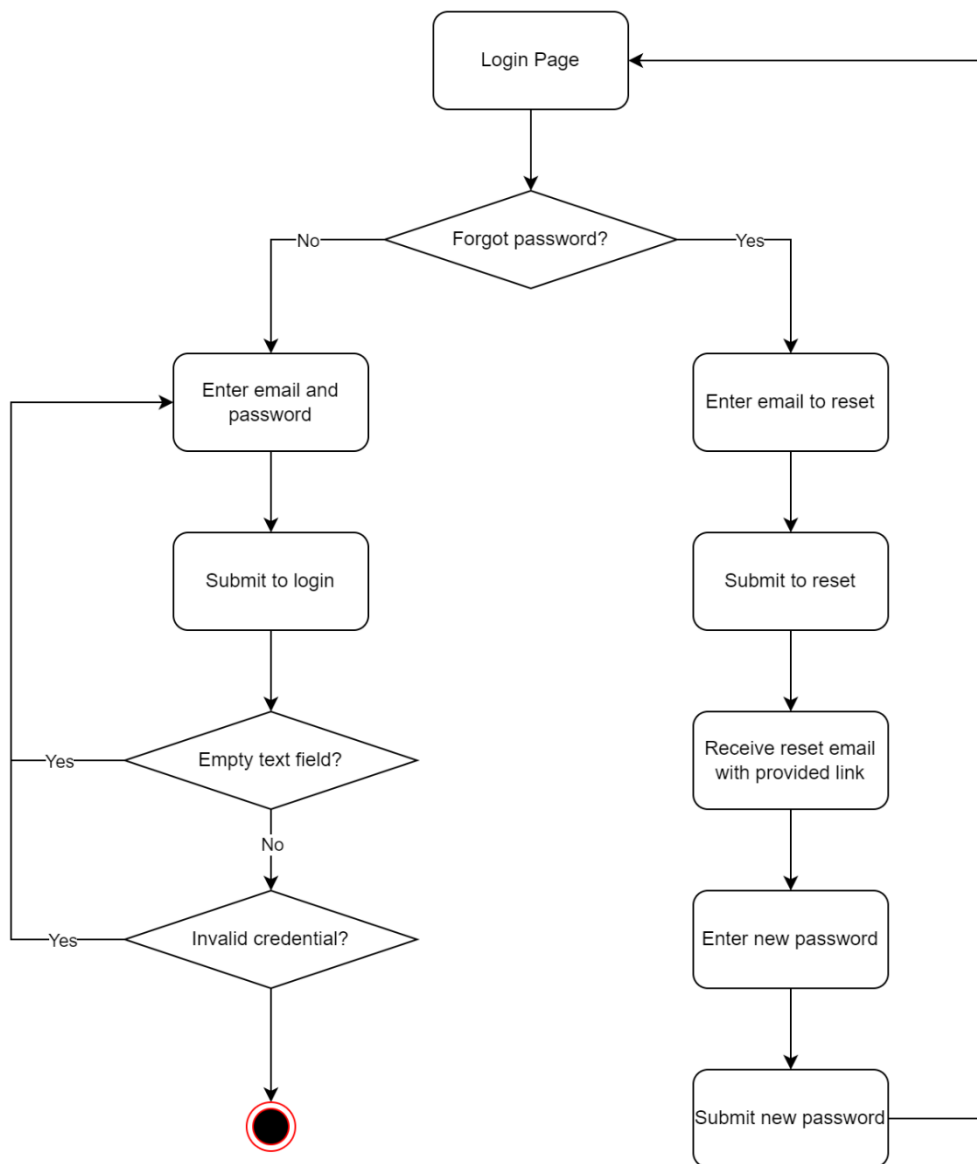 Login Page
Forgot password?
No
Yes
Enter email and
password
Enter email to reset
Submit to login
Submit to reset
Empty text field?
Yes
Receive reset email
with provided link
No
Invalid credential?
Yes
Enter new password
Submit new password